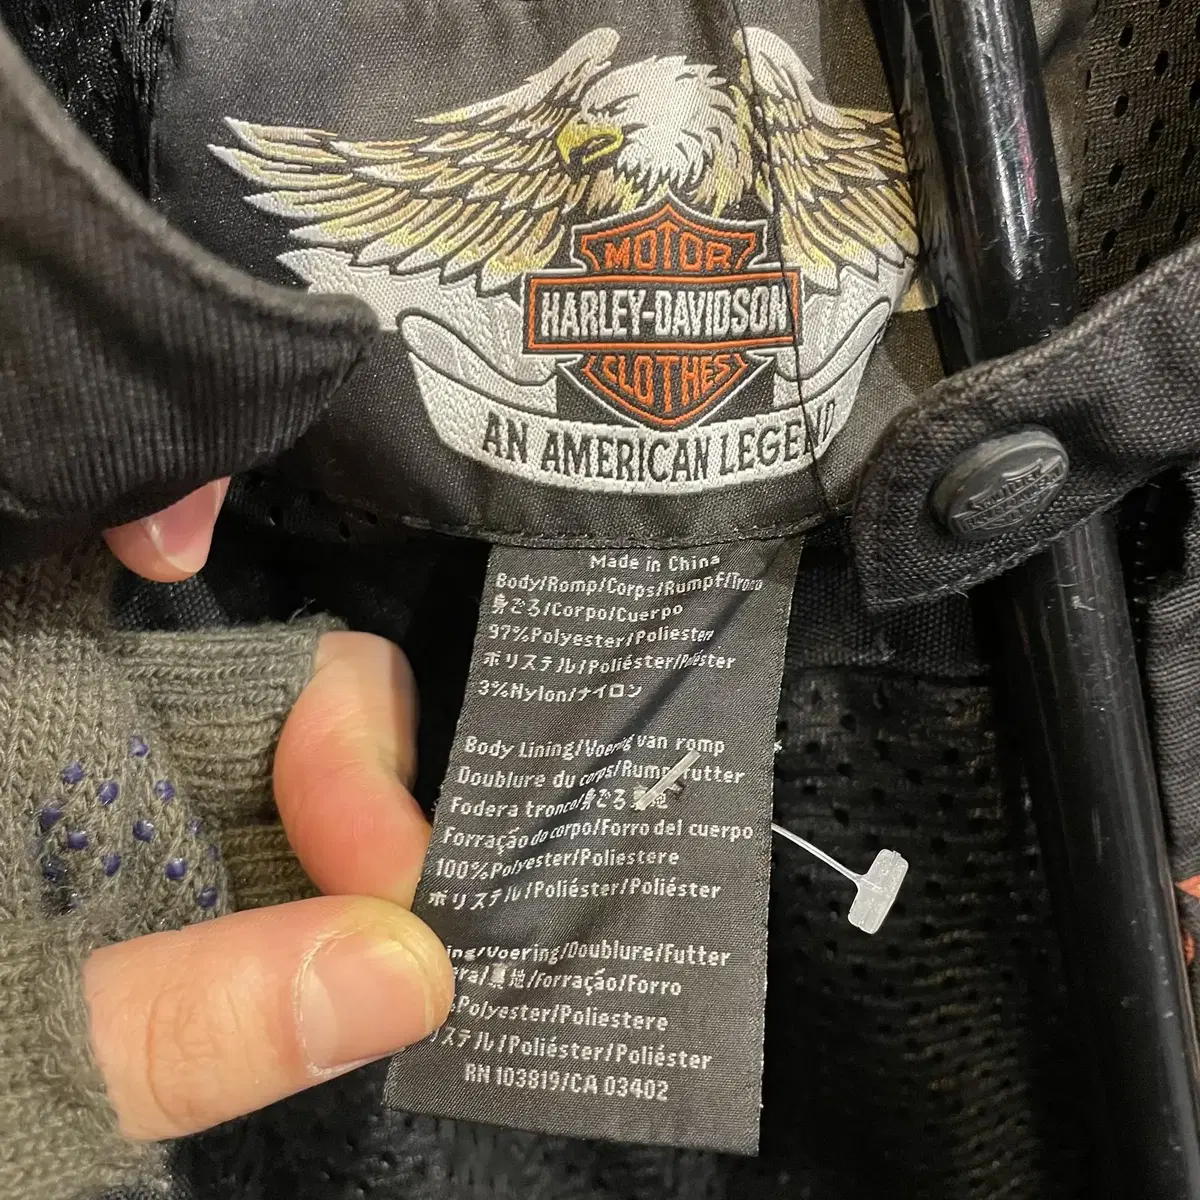 MOTOR
HARLEY-DAVIDSON
CLOTHES
AN AMERICAN LEGEND
Made in China
Body/Romp/Corps/Rumpf/Tronco
身ごろ/Corpo/Cuerpo
97%Polyester/Poliestere
ポリステル/Poliéster/Poliéster
3%Nylon/ナイロン
Body Lining/Voering van romp
Doublure du corps/Rumpffutter
Fodera tronco/身ごろ裏地
Forração do corpo/Forro del cuerpo
100%Polyester/Poliestere
ポリステル/Poliéster/Poliéster
/Voering/Doublure/Futter
/裏地/Forração/Forro
Polyester/Poliestere
/Poliéster/Poliéster
RN 103819/CA 03402